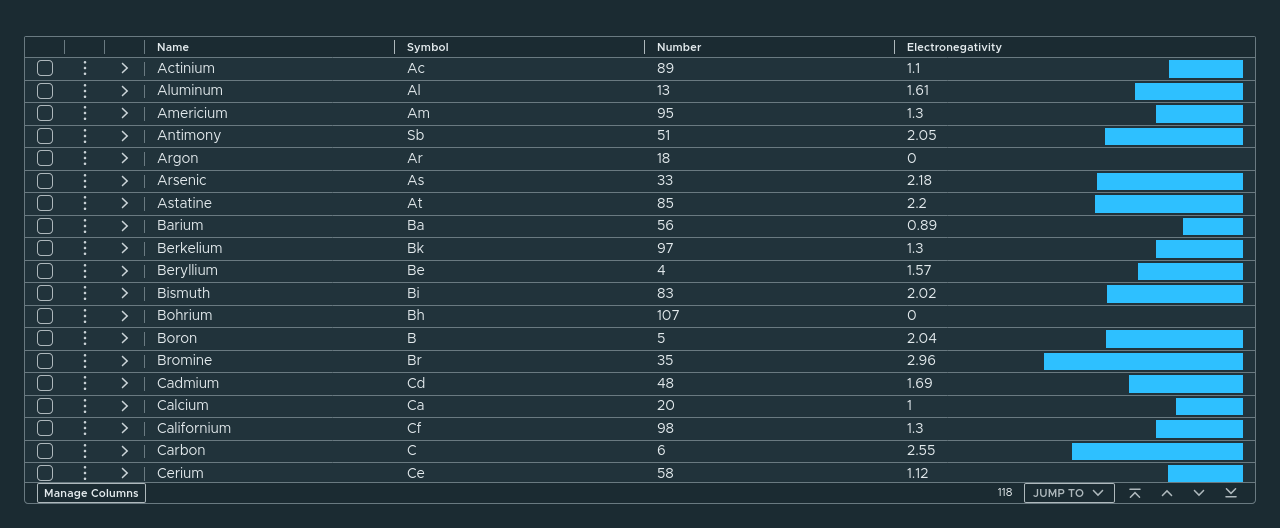 Name Symbol Number Electronegativity
Actinium Ac 89 1.1
Aluminum Al 13 1.61
Americium Am 95 1.3
Antimony Sb 51 2.05
Argon Ar 18 0
Arsenic As 33 2.18
Astatine At 85 2.2
Barium Ba 56 0.89
Berkelium Bk 97 1.3
Beryllium Be 4 1.57
Bismuth Bi 83 2.02
Bohrium Bh 107 0
Boron B 5 2.04
Bromine Br 35 2.96
Cadmium Cd 48 1.69
Calcium Ca 20 1
Californium Cf 98 1.3
Carbon C 6 2.55
Cerium Ce 58 1.12
Manage Columns 118 JUMP TO